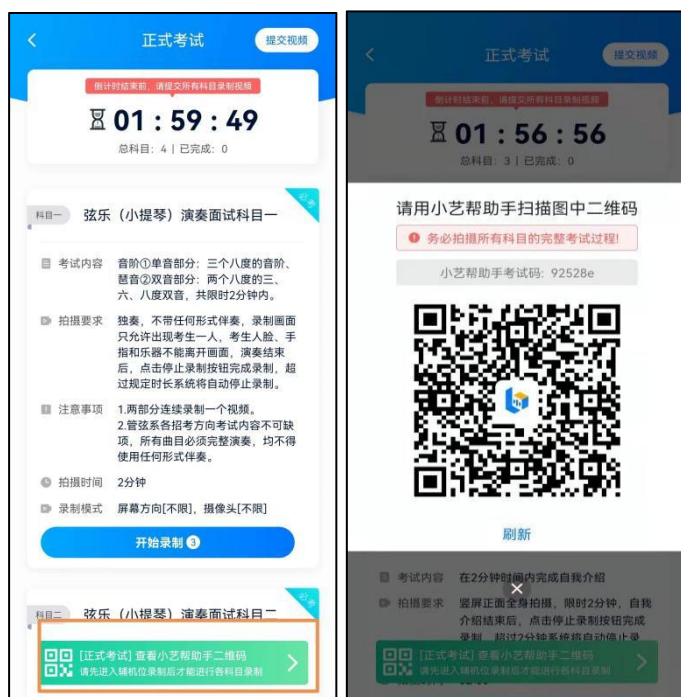 正式考试
提交视频
倒计时结束前，请提交所有科目录制视频
01 : 59 : 49
总科目：4 | 已完成：0
必考
科目一
弦乐（小提琴）演奏面试科目一
考试内容
音阶①单音部分：三个八度的音阶、
琶音②双音部分：两个八度的三、
六、八度双音，共限时2分钟内。
拍摄要求
独奏，不带任何形式伴奏，录制画面
只允许出现考生一人，考生人脸、手
指和乐器不能离开画面，演奏结束
后，点击停止录制按钮完成录制，超
过规定时长系统将自动停止录制。
注意事项
1.两部分连续录制一个视频。
2.管弦系各招考方向考试内容不可缺
项，所有曲目必须完整演奏，均不得
使用任何形式伴奏。
拍摄时间
2分钟
录制模式
屏幕方向[不限]，摄像头[不限]
开始录制 3
必考
科目二
弦乐（小提琴）演奏面试科目二
[正式考试] 查看小艺帮助手二维码
请先进入辅机位录制后才能进行各科目录制
正式考试
提交视频
倒计时结束前，请提交所有科目录制视频
01 : 56 : 56
总科目：3 | 已完成：0
请用小艺帮助手扫描图中二维码
务必拍摄所有科目的完整考试过程!
小艺帮助手考试码：92528e
刷新
考试内容
在2分钟时间内完成自我介绍
拍摄要求
竖屏正面全身拍摄，限时2分钟，自我
介绍结束后，点击停止录制按钮完成
录制，超过2分钟系统将自动停止录
[正式考试] 查看小艺帮助手二维码
请先进入辅机位录制后才能进行各科目录制